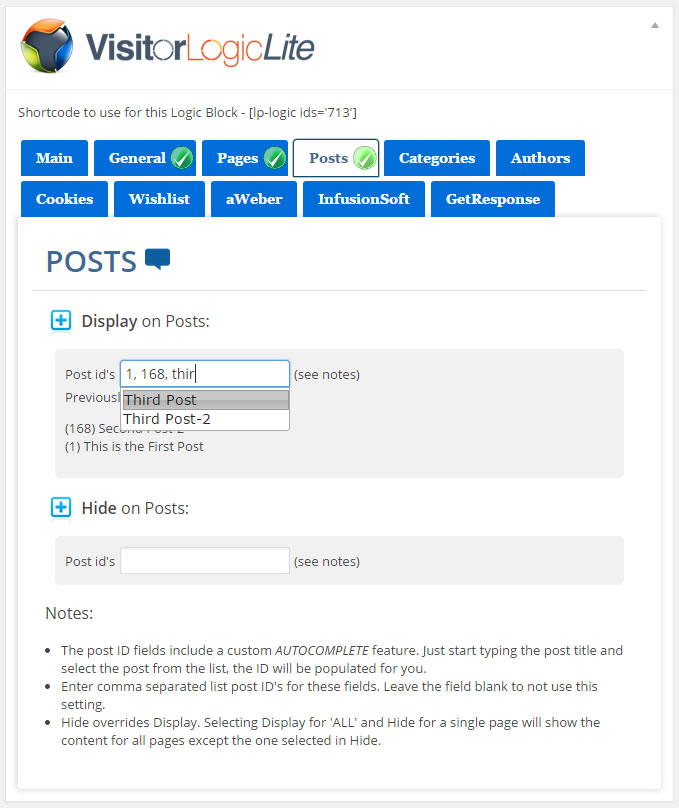 VisitorLogicLite
Shortcode to use for this Logic Block - [lp-logic ids='713']
Main General Pages Posts Categories Authors
Cookies Wishlist aWeber InfusionSoft GetResponse
POSTS
Display on Posts:
Post id's 1, 168, thir (see notes)
Previousl
Third Post
Third Post-2
(168) Second Post-2
(1) This is the First Post
Hide on Posts:
Post id's (see notes)
Notes:
The post ID fields include a custom AUTOCOMPLETE feature. Just start typing the post title and
select the post from the list, the ID will be populated for you.
Enter comma separated list post ID's for these fields. Leave the field blank to not use this
setting.
Hide overrides Display. Selecting Display for 'ALL' and Hide for a single page will show the
content for all pages except the one selected in Hide.